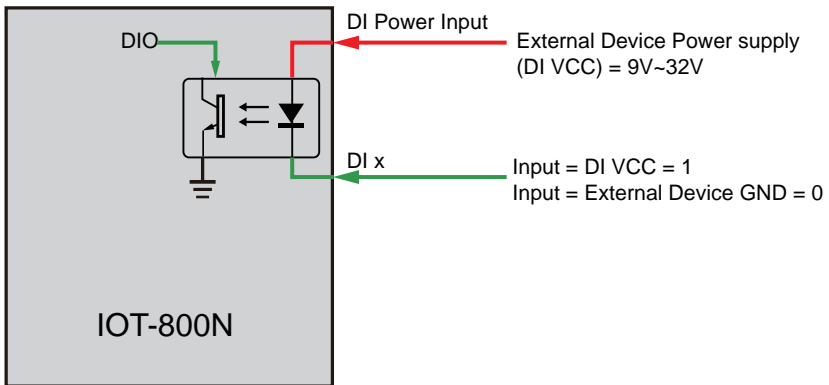 DI Power Input
DIO
External Device Power supply
(DI VCC) = 9V~32V
DI x
Input = DI VCC = 1
Input = External Device GND = 0
IOT-800N